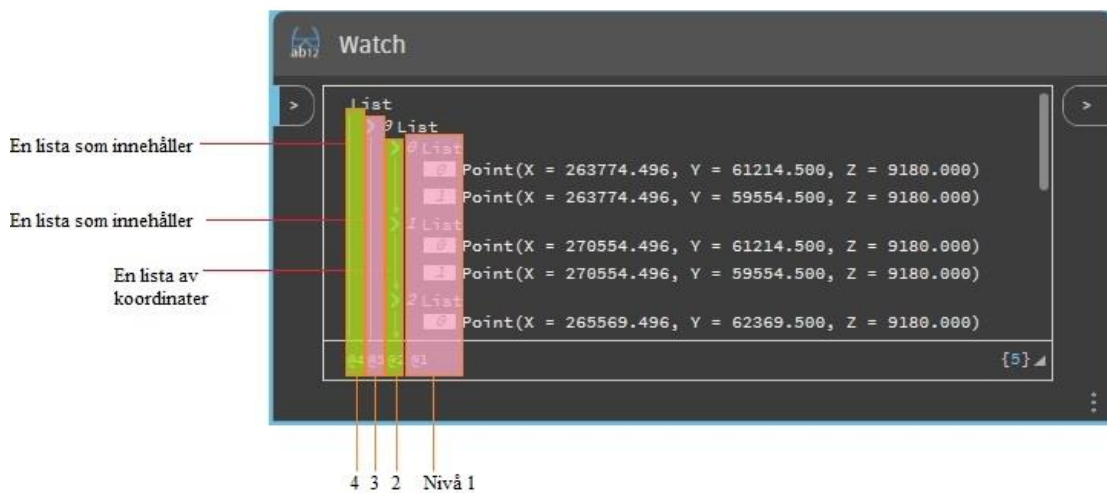 ab12
Watch
>
>
List
0 List
0 List
0 Point(X = 263774.496, Y = 61214.500, Z = 9180.000)
1 Point(X = 263774.496, Y = 59554.500, Z = 9180.000)
1 List
0 Point(X = 270554.496, Y = 61214.500, Z = 9180.000)
1 Point(X = 270554.496, Y = 59554.500, Z = 9180.000)
2 List
0 Point(X = 265569.496, Y = 62369.500, Z = 9180.000)
@4 @3 @2 @1
{5}
En lista som innehåller
En lista som innehåller
En lista av
koordinater
4 3 2 Nivå 1